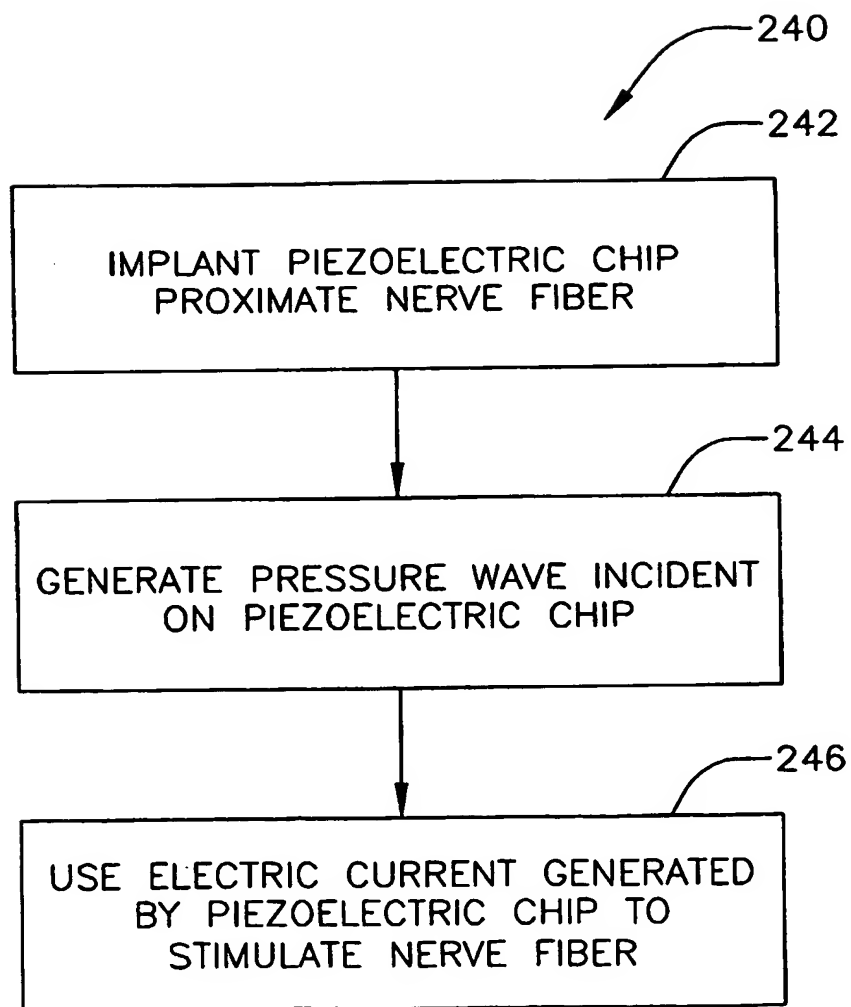 240
242
IMPLANT PIEZOELECTRIC CHIP
PROXIMATE NERVE FIBER
244
GENERATE PRESSURE WAVE INCIDENT
ON PIEZOELECTRIC CHIP
246
USE ELECTRIC CURRENT GENERATED
BY PIEZOELECTRIC CHIP TO
STIMULATE NERVE FIBER